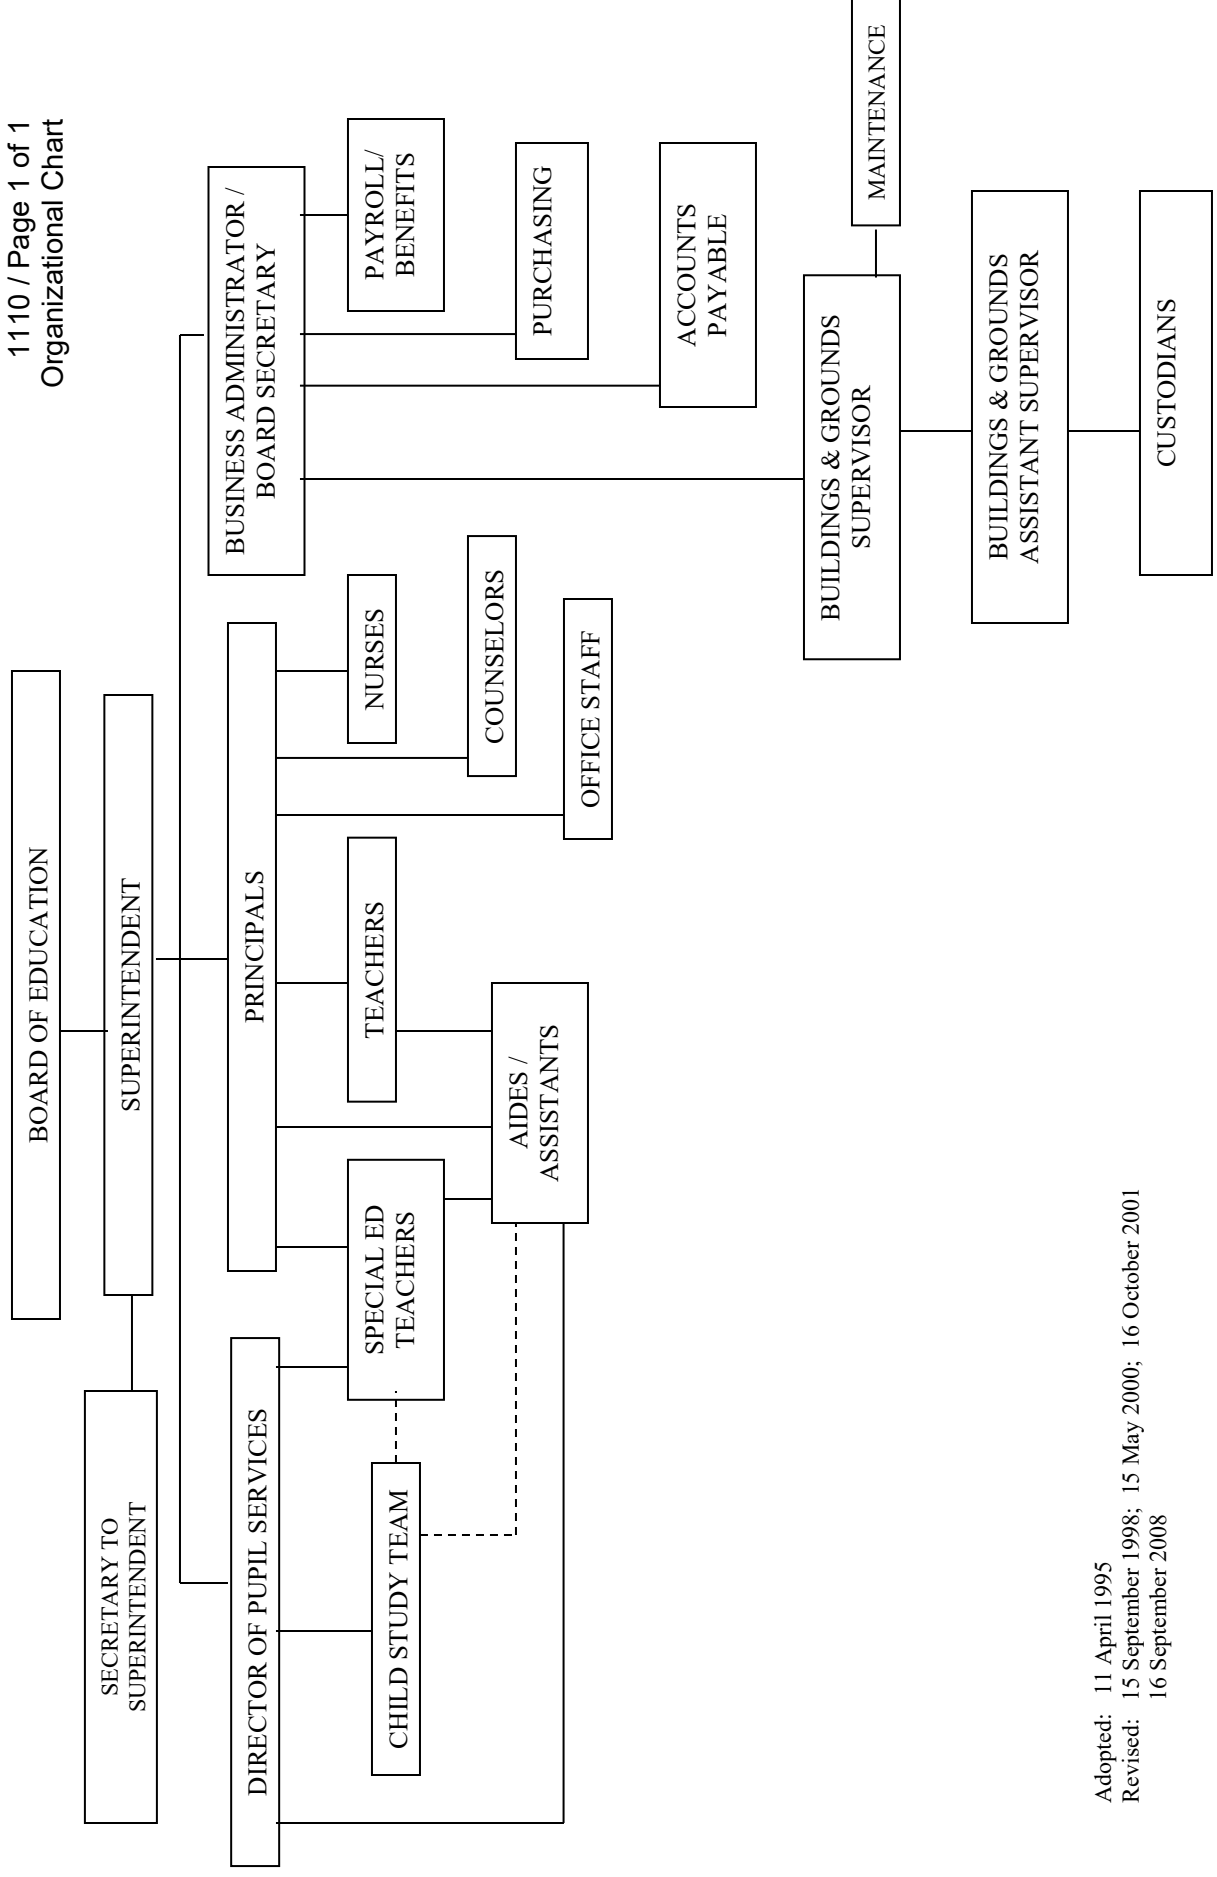 1110 / Page 1 of 1
Organizational Chart
BOARD OF EDUCATION
SECRETARY TO
SUPERINTENDENT
SUPERINTENDENT
DIRECTOR OF PUPIL SERVICES
PRINCIPALS
BUSINESS ADMINISTRATOR /
BOARD SECRETARY
CHILD STUDY TEAM
SPECIAL ED
TEACHERS
TEACHERS
NURSES
PAYROLL/
BENEFITS
AIDES /
ASSISTANTS
COUNSELORS
PURCHASING
OFFICE STAFF
ACCOUNTS
PAYABLE
BUILDINGS & GROUNDS
SUPERVISOR
MAINTENANCE
BUILDINGS & GROUNDS
ASSISTANT SUPERVISOR
CUSTODIANS
Adopted: 11 April 1995
Revised: 15 September 1998; 15 May 2000; 16 October 2001
16 September 2008